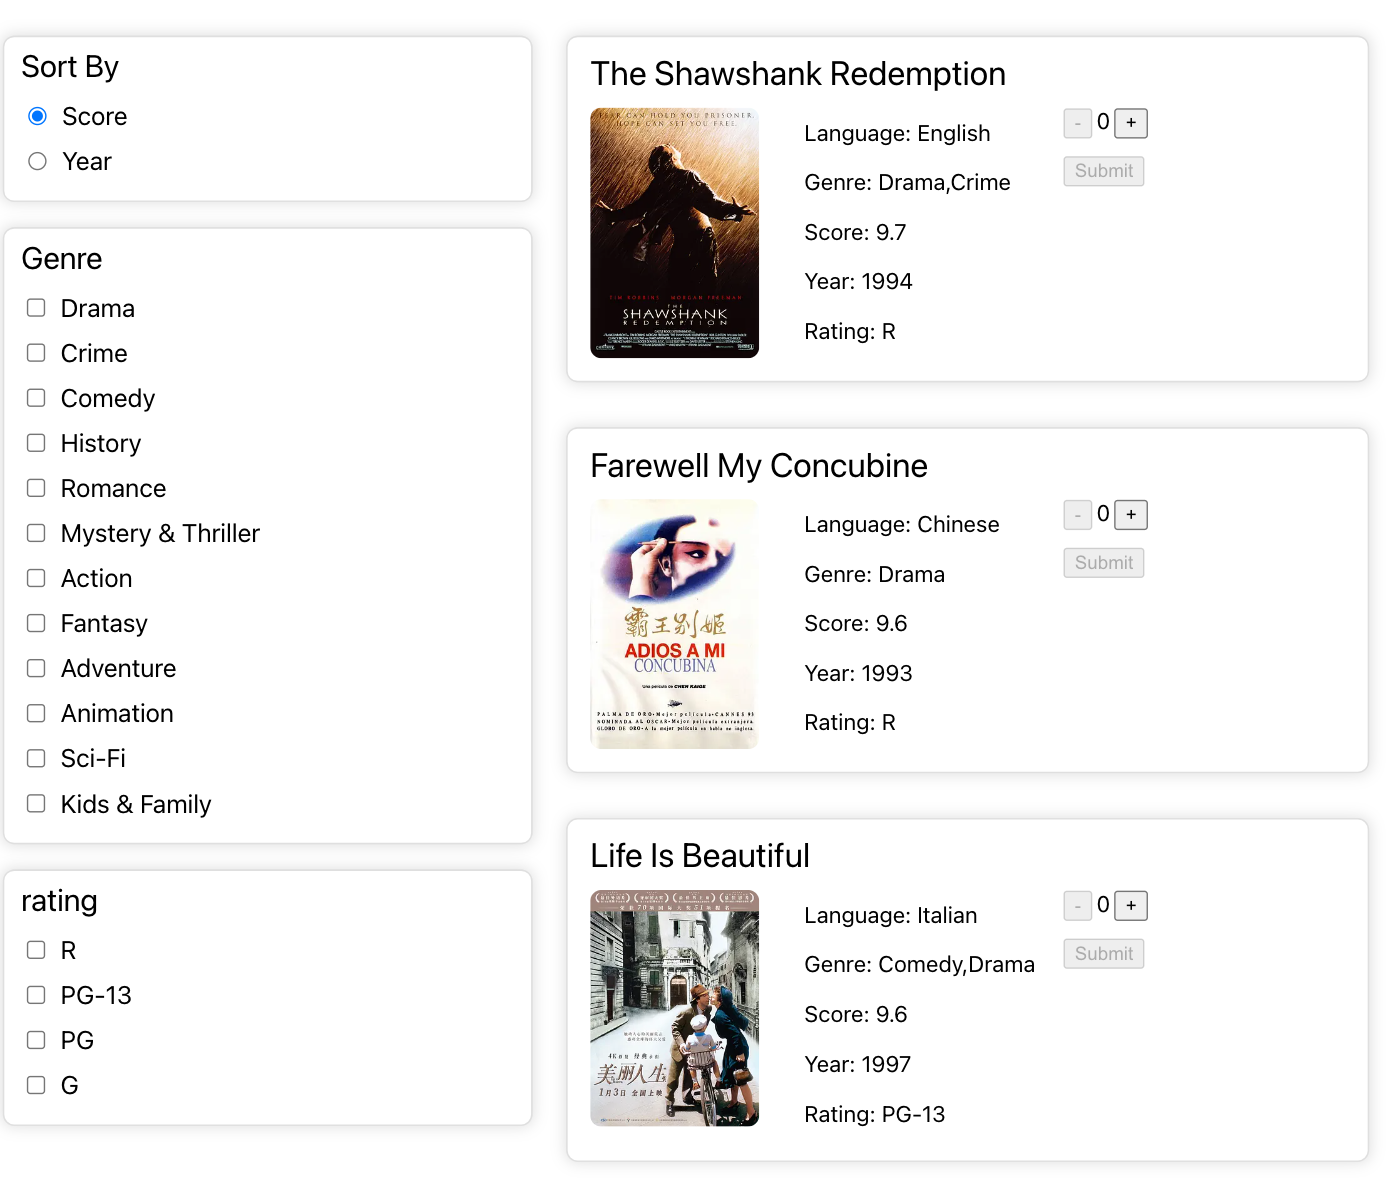 Sort By
Score
Year
Genre
Drama
Crime
Comedy
History
Romance
Mystery & Thriller
Action
Fantasy
Adventure
Animation
Sci-Fi
Kids & Family
rating
R
PG-13
PG
G
The Shawshank Redemption
FEAR CAN HOLD YOU PRISONER.
HOPE CAN SET YOU FREE.
TIM ROBBINS MORGAN FREEMAN
THE
SHAWSHANK
REDEMPTION
Language: English
Genre: Drama,Crime
Score: 9.7
Year: 1994
Rating: R
- 0 +
Submit
Farewell My Concubine
霸王别姬
ADIOS A MI
CONCUBINA
Una película de CHEN KAIGE
PALMA DE ORO•Mejor película•CANNES 93
NOMINADA AL OSCAR•Mejor película extranjera.
GLOBO DE ORO•A la mejor película en habla no inglesa.
Language: Chinese
Genre: Drama
Score: 9.6
Year: 1993
Rating: R
- 0 +
Submit
Life Is Beautiful
美丽人生
1月3日 全国上映
Language: Italian
Genre: Comedy,Drama
Score: 9.6
Year: 1997
Rating: PG-13
- 0 +
Submit